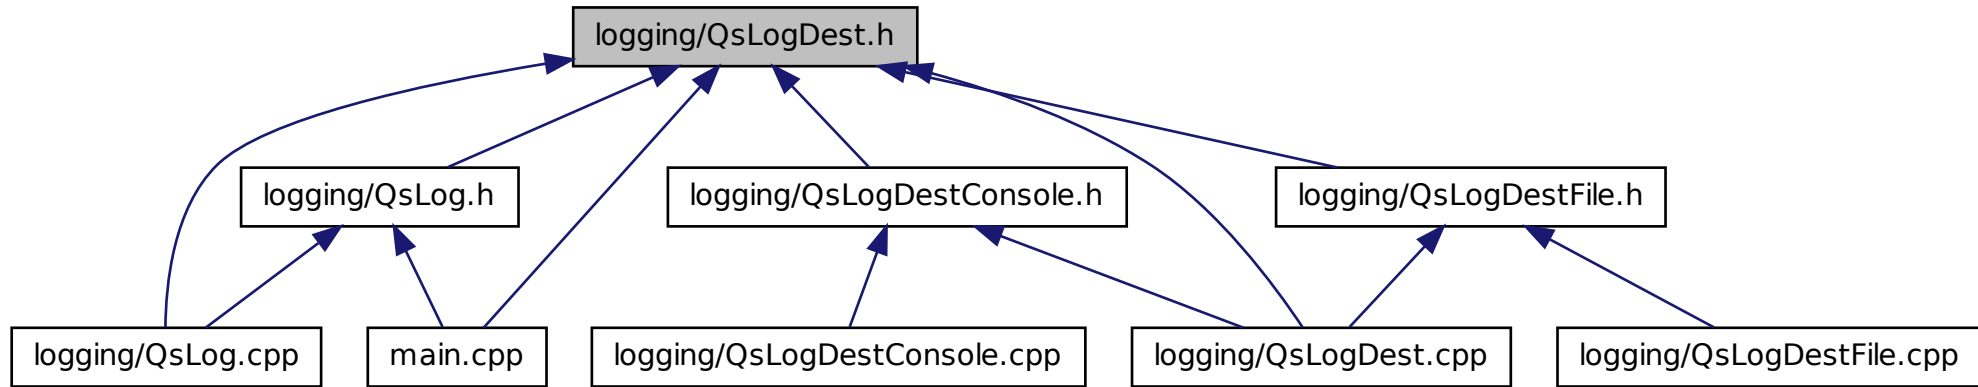 logging/QsLogDest.h
logging/QsLog.h
logging/QsLogDestConsole.h
logging/QsLogDestFile.h
logging/QsLog.cpp
main.cpp
logging/QsLogDestConsole.cpp
logging/QsLogDest.cpp
logging/QsLogDestFile.cpp